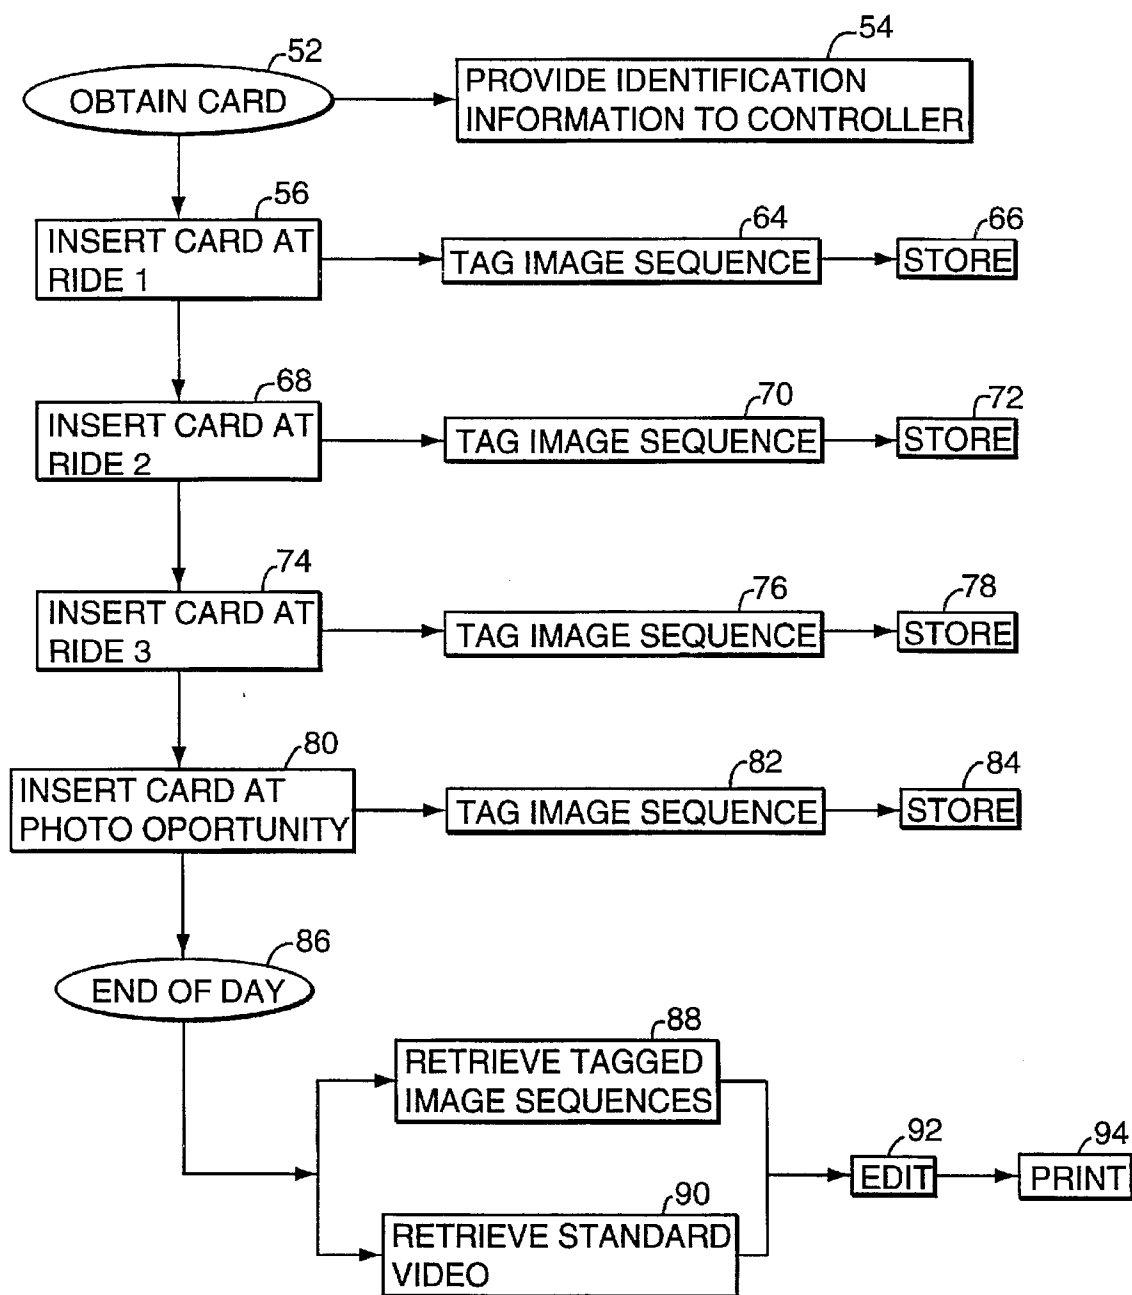 52
54
OBTAIN CARD
PROVIDE IDENTIFICATION
INFORMATION TO CONTROLLER
56
64
66
INSERT CARD AT
RIDE 1
TAG IMAGE SEQUENCE
STORE
68
70
72
INSERT CARD AT
RIDE 2
TAG IMAGE SEQUENCE
STORE
74
76
78
INSERT CARD AT
RIDE 3
TAG IMAGE SEQUENCE
STORE
80
82
84
INSERT CARD AT
PHOTO OPORTUNITY
TAG IMAGE SEQUENCE
STORE
86
END OF DAY
88
RETRIEVE TAGGED
IMAGE SEQUENCES
92
94
EDIT
PRINT
90
RETRIEVE STANDARD
VIDEO